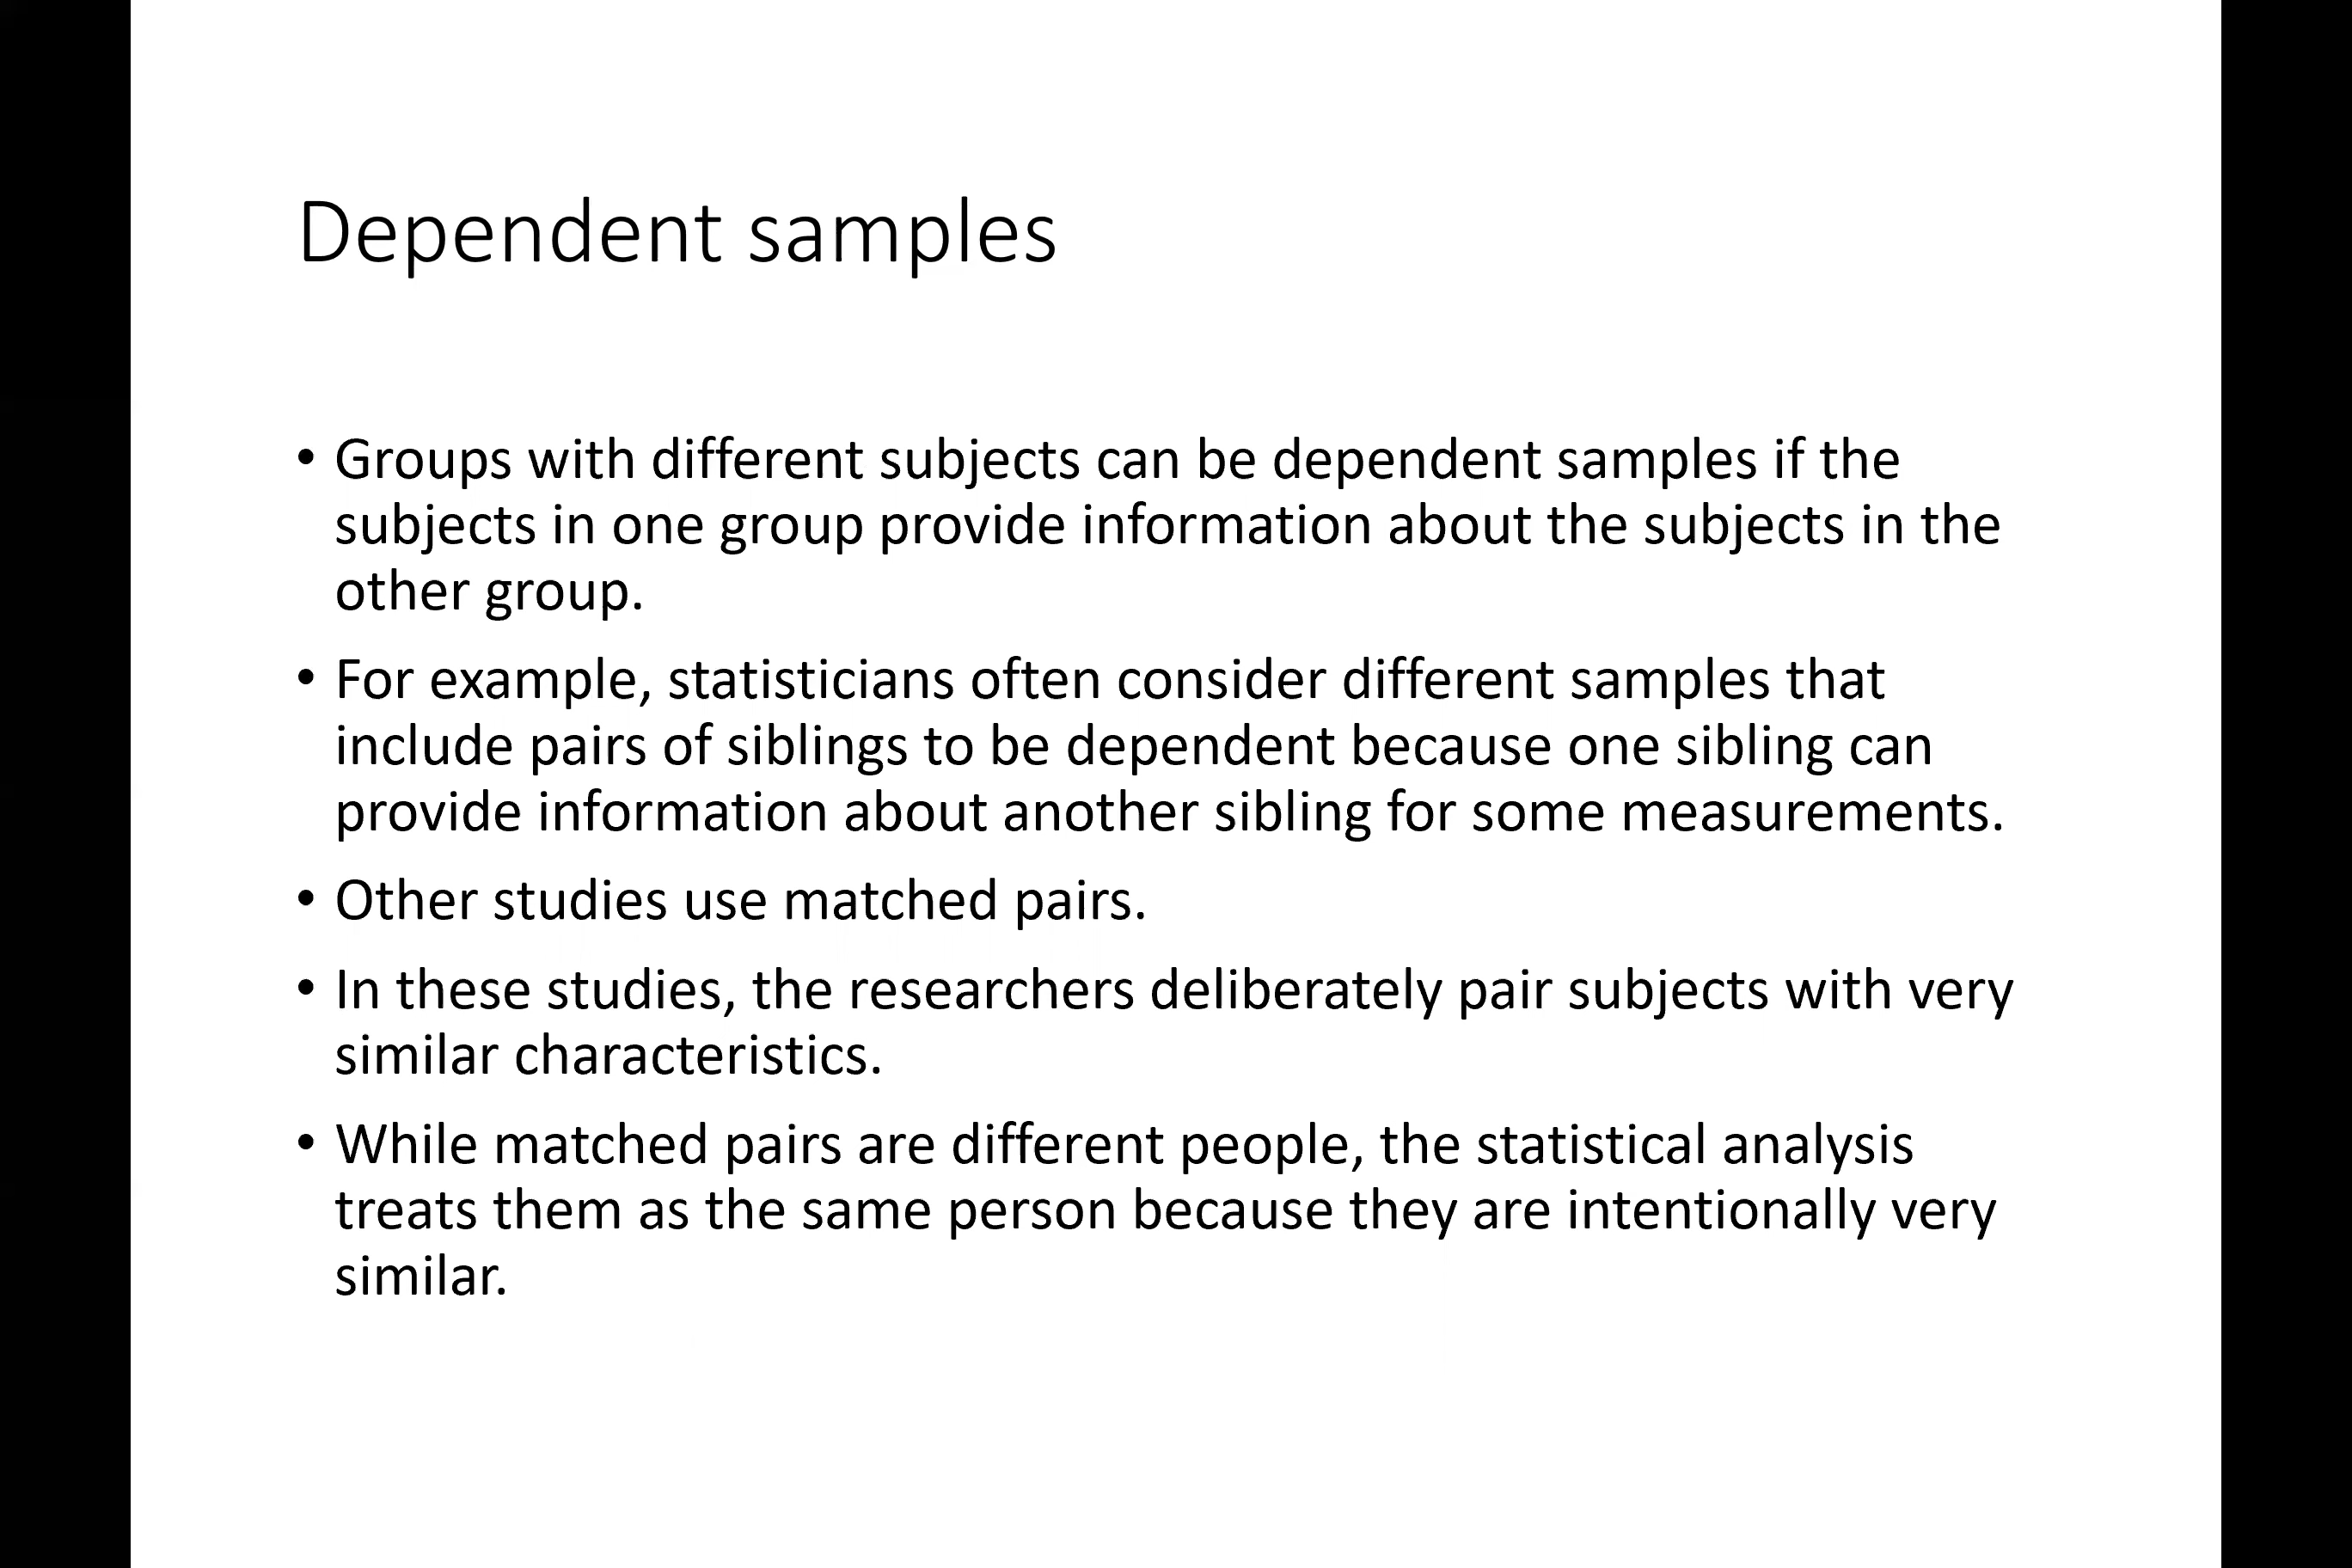 Dependent samples
• Groups with different subjects can be dependent samples if the
subjects in one group provide information about the subjects in the
other group.
• For example, statisticians often consider different samples that
include pairs of siblings to be dependent because one sibling can
provide information about another sibling for some measurements.
• Other studies use matched pairs.
• In these studies, the researchers deliberately pair subjects with very
similar characteristics.
• While matched pairs are different people, the statistical analysis
treats them as the same person because they are intentionally very
similar.